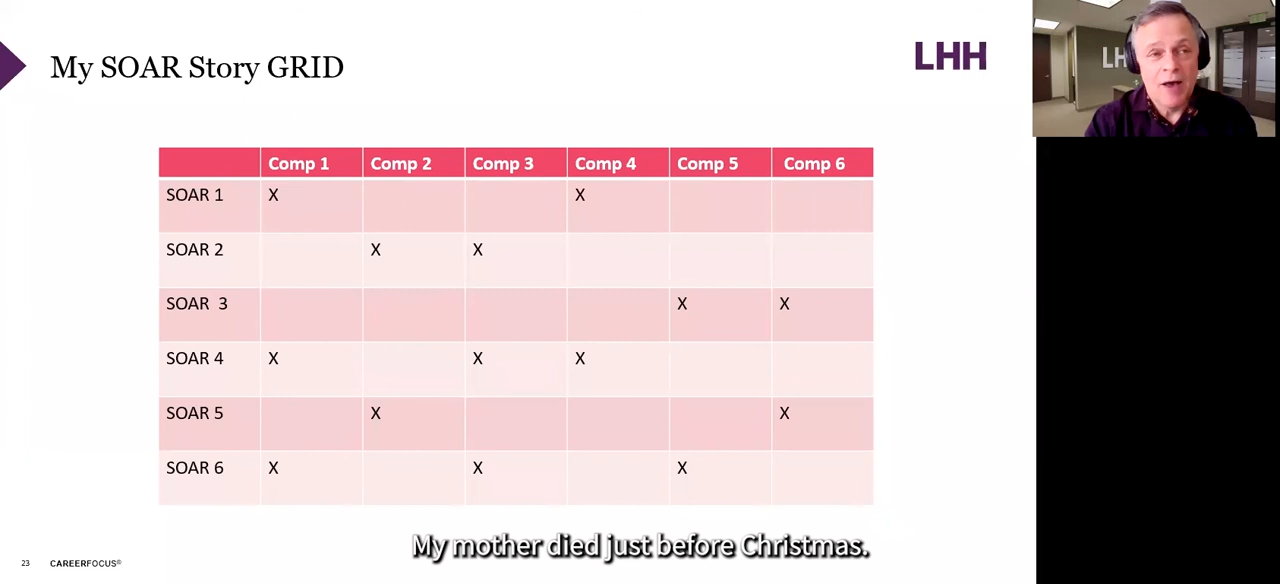 My SOAR Story GRID
LHH
LH
Comp 1 Comp 2 Comp 3 Comp 4 Comp 5 Comp 6
SOAR 1 X X
SOAR 2 X X
SOAR 3 X X
SOAR 4 X X X
SOAR 5 X X
SOAR 6 X X X
My mother died just before Christmas.
23 CAREERFOCUS®